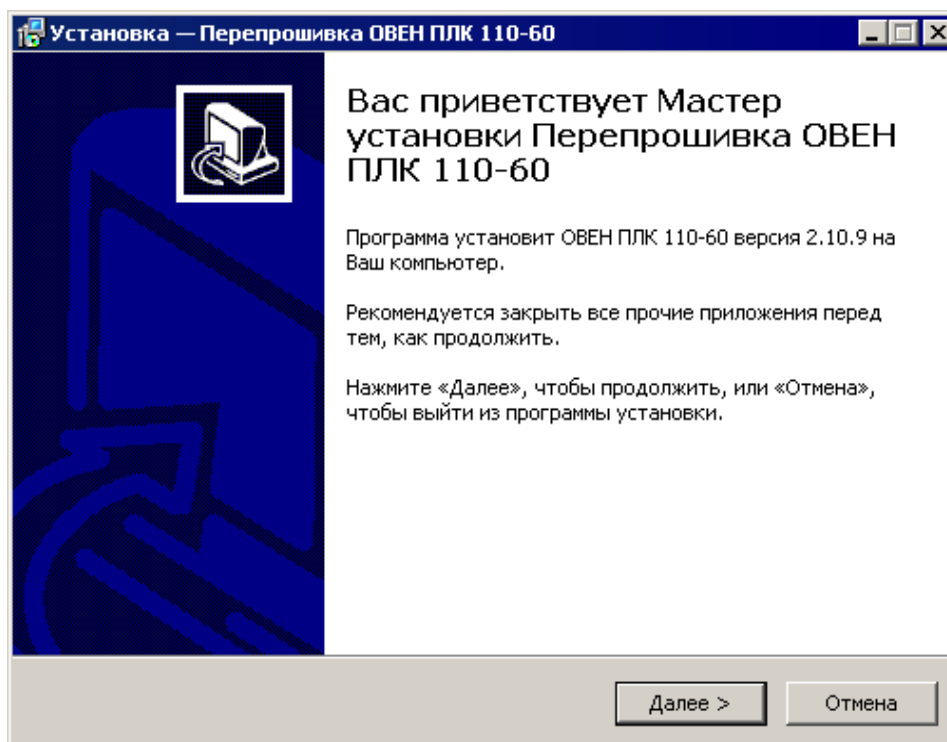 Установка — Перепрошивка ОВЕН ПЛК 110-60
Вас приветствует Мастер
установки Перепрошивка ОВЕН
ПЛК 110-60
Программа установит ОВЕН ПЛК 110-60 версия 2.10.9 на
Ваш компьютер.
Рекомендуется закрыть все прочие приложения перед
тем, как продолжить.
Нажмите «Далее», чтобы продолжить, или «Отмена»,
чтобы выйти из программы установки.
Далее >
Отмена